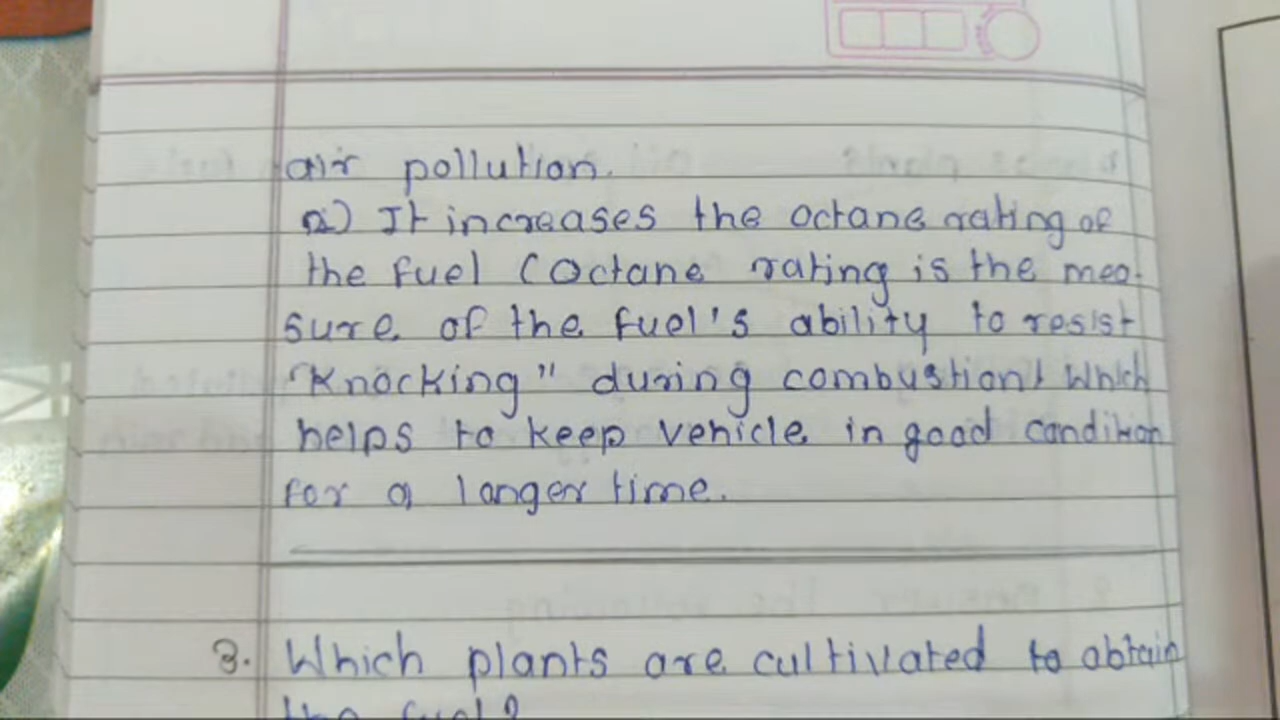 air pollution.
2) It increases the octane rating of
the fuel (Octane rating is the mea-
sure of the fuel's ability to resist
"Knocking" during combustion) Which
helps to keep vehicle in good condition
for a longer time.
3. Which plants are cultivated to obtain
the fuel?